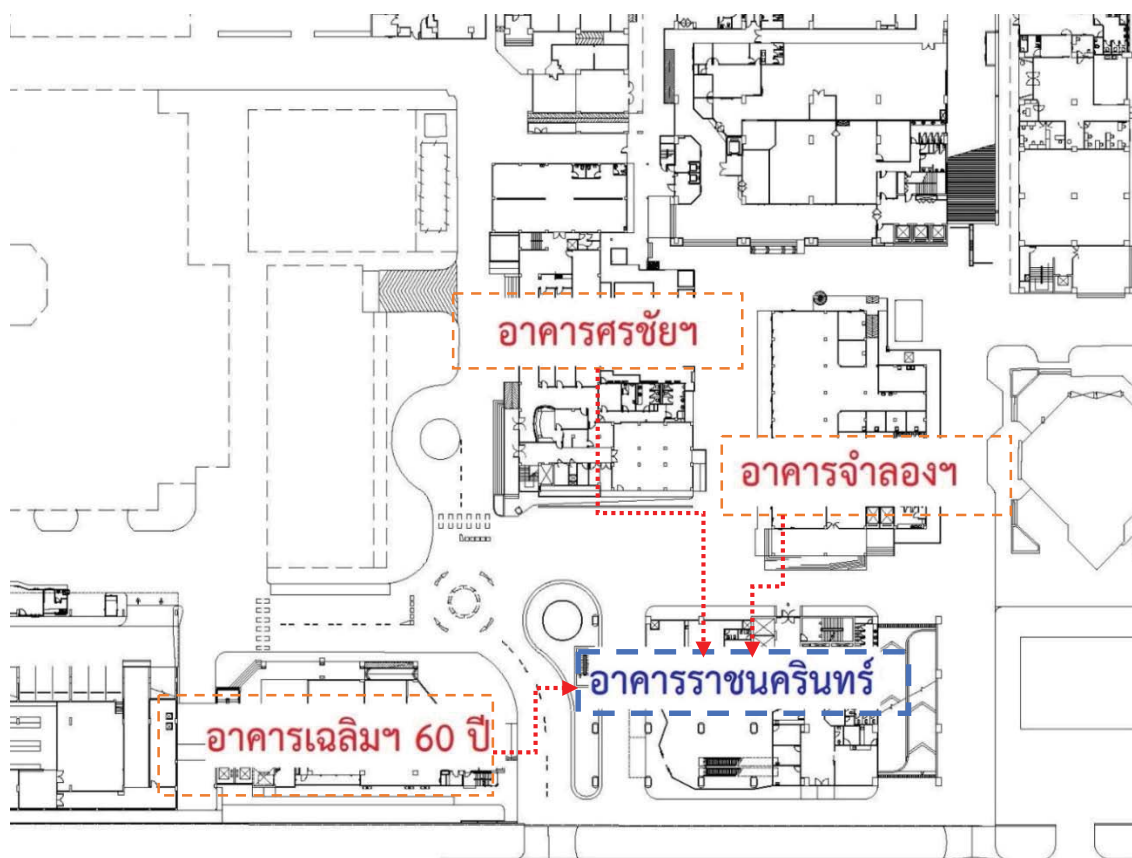 อาคารศรชัยฯ
อาคารจำลองฯ
อาคารราชนครินทร์
อาคารเฉลิมฯ 60 ปี